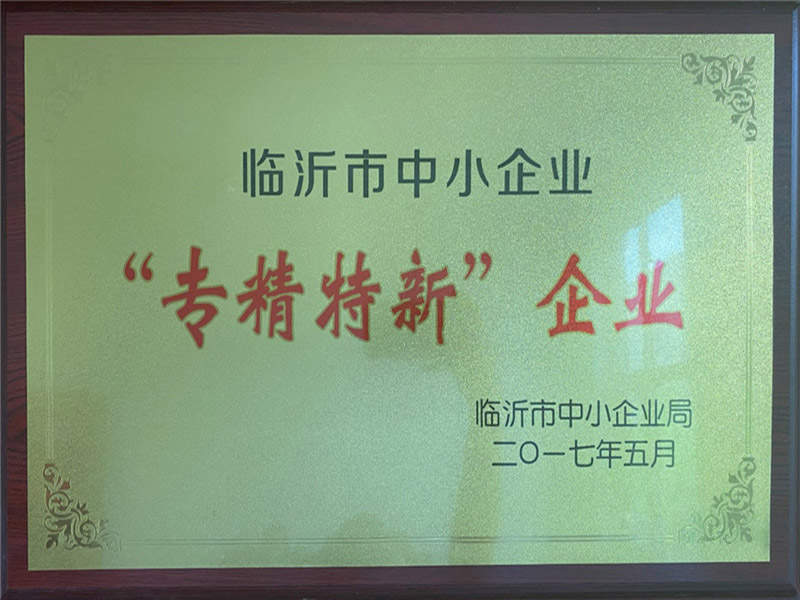 临沂市中小企业
“专精特新”企业
临沂市中小企业局
二〇一七年五月